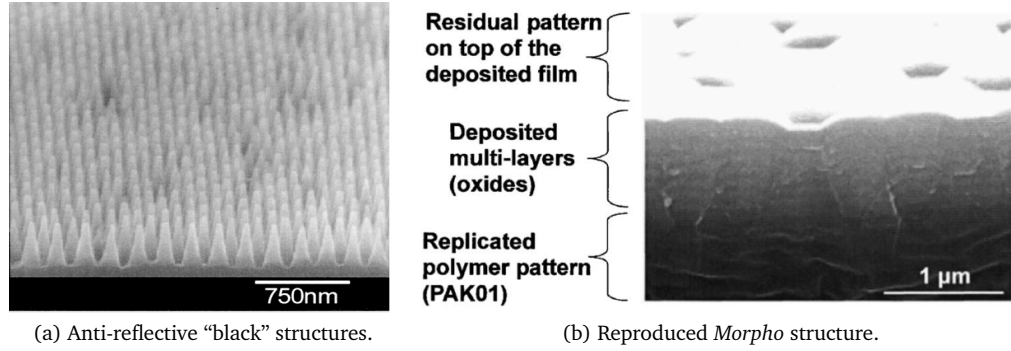 750nm
(a) Anti-reflective “black” structures.
Residual pattern
on top of the
deposited film
Deposited
multi-layers
(oxides)
Replicated
polymer pattern
(PAK01)
1 μm
(b) Reproduced Morpho structure.